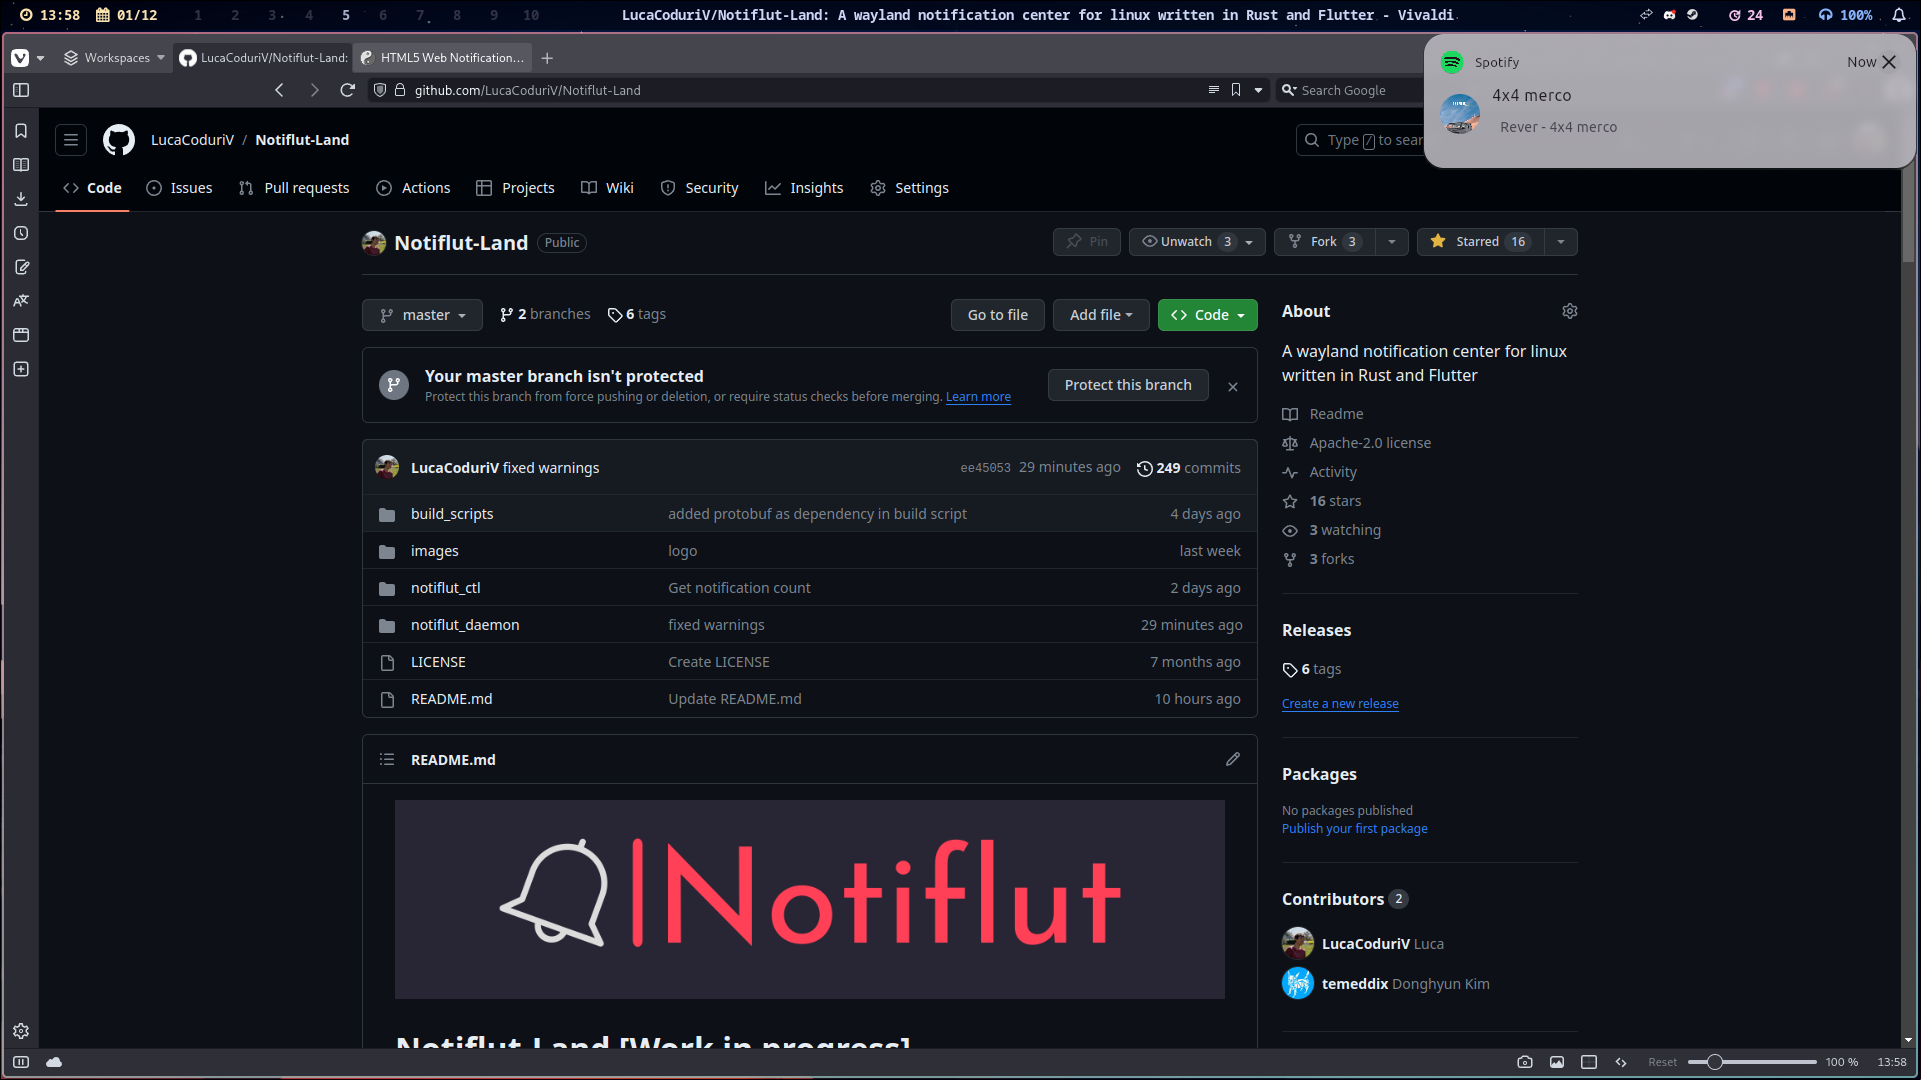 13:58 01/12 1 2 3 4 5 6 7 8 9 10 LucaCoduriV/Notiflut-Land: A wayland notification center for linux written in Rust and Flutter - Vivaldi 24 100%
Workspaces LucaCoduriV/Notiflut-Land: HTML5 Web Notification…
github.com/LucaCoduriV/Notiflut-Land Search Google
Spotify Now
4x4 merco
Rever - 4x4 merco
LucaCoduriV / Notiflut-Land Type / to sear
Code Issues Pull requests Actions Projects Wiki Security Insights Settings
Notiflut-Land Public Pin Unwatch 3 Fork 3 Starred 16
master 2 branches 6 tags Go to file Add file Code
Your master branch isn't protected
Protect this branch from force pushing or deletion, or require status checks before merging. Learn more
Protect this branch
LucaCoduriV fixed warnings ee45053 29 minutes ago 249 commits
build_scripts added protobuf as dependency in build script 4 days ago
images logo last week
notiflut_ctl Get notification count 2 days ago
notiflut_daemon fixed warnings 29 minutes ago
LICENSE Create LICENSE 7 months ago
README.md Update README.md 10 hours ago
README.md
Notiflut
Notiflut-Land [Work in progress]
About
A wayland notification center for linux
written in Rust and Flutter
Readme
Apache-2.0 license
Activity
16 stars
3 watching
3 forks
Releases
6 tags
Create a new release
Packages
No packages published
Publish your first package
Contributors 2
LucaCoduriV Luca
temeddix Donghyun Kim
Reset 100 % 13:58